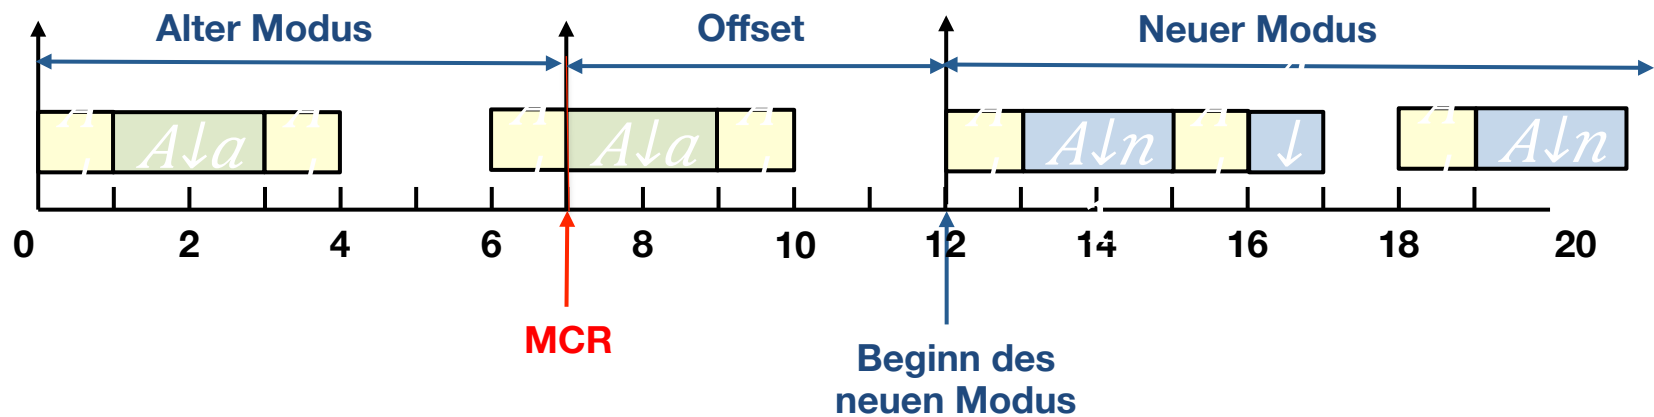 Alter Modus Offset Neuer Modus
A A↓a A A A↓a A A A↓n A ↓ A A↓n
0 2 4 6 8 10 12 14 16 18 20
MCR
Beginn des
neuen Modus